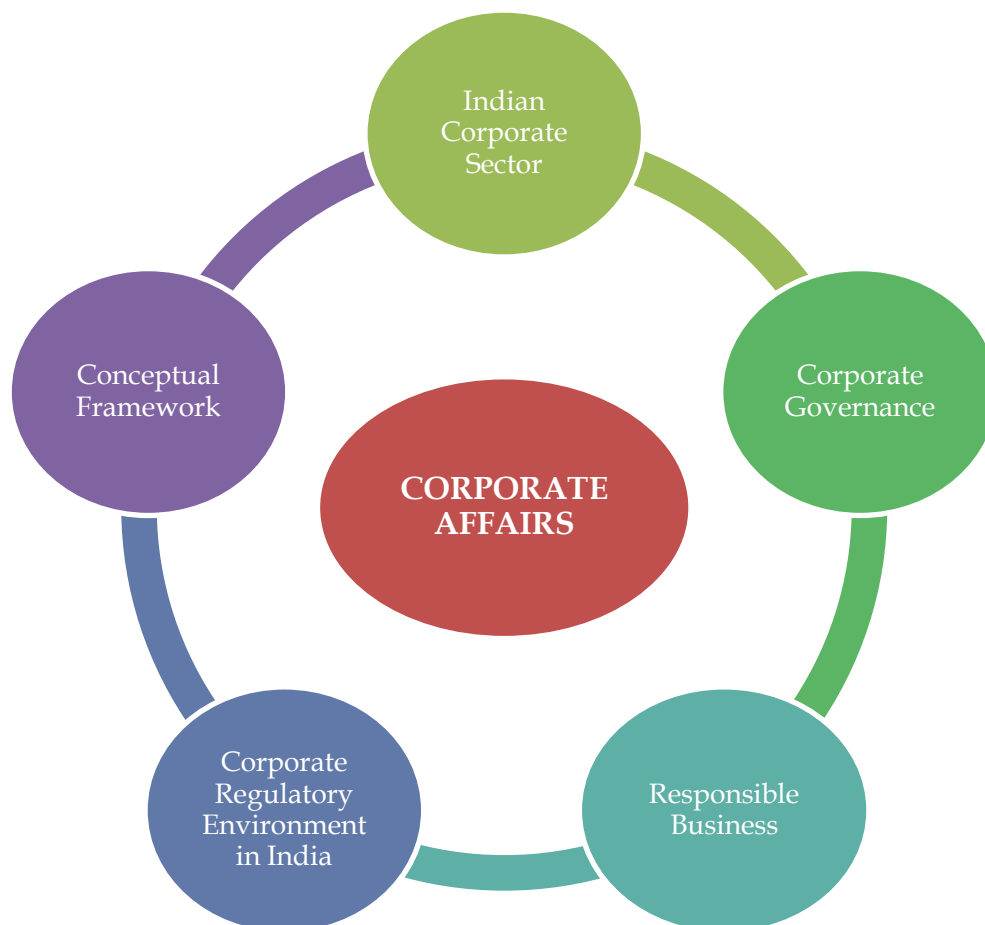 Indian
Corporate
Sector
Corporate
Governance
Responsible
Business
Corporate
Regulatory
Environment
in India
Conceptual
Framework
CORPORATE
AFFAIRS